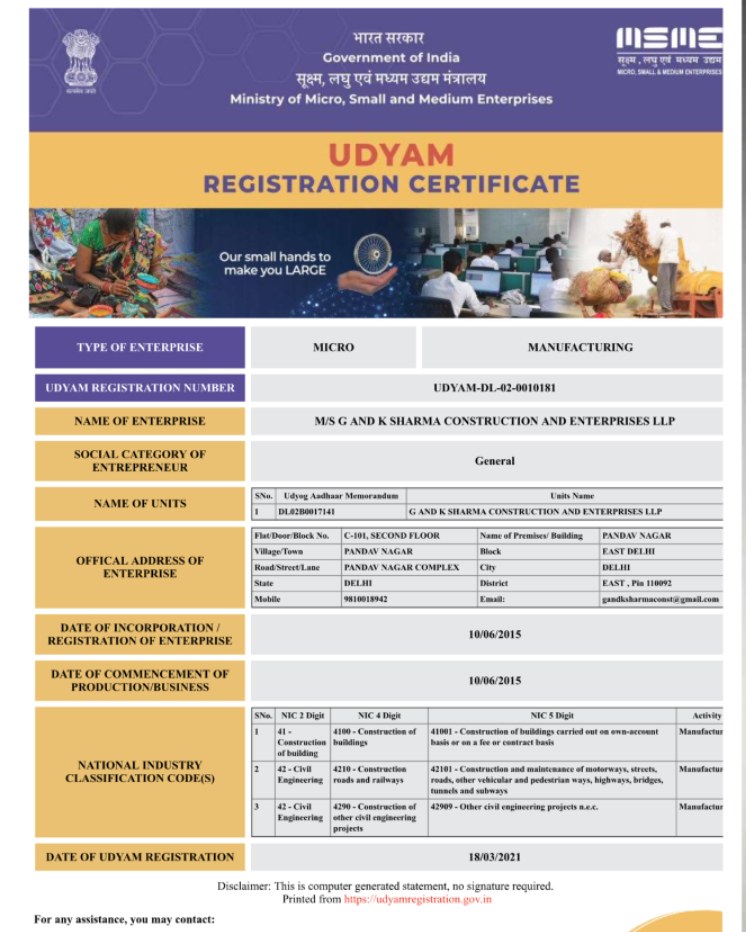 भारत सरकार
Government of India
सूक्ष्म, लघु एवं मध्यम उद्यम मंत्रालय
Ministry of Micro, Small and Medium Enterprises
सत्यमेव जयते
MSME
सूक्ष्म, लघु एवं मध्यम उद्यम
MICRO, SMALL & MEDIUM ENTERPRISES
UDYAM
REGISTRATION CERTIFICATE
Our small hands to
make you LARGE
TYPE OF ENTERPRISE MICRO MANUFACTURING
UDYAM REGISTRATION NUMBER UDYAM-DL-02-0010181
NAME OF ENTERPRISE M/S G AND K SHARMA CONSTRUCTION AND ENTERPRISES LLP
SOCIAL CATEGORY OF
ENTREPRENEUR
General
NAME OF UNITS
SNo. Udyog Aadhaar Memorandum Units Name
1 DL02B0017141 G AND K SHARMA CONSTRUCTION AND ENTERPRISES LLP
OFFICAL ADDRESS OF
ENTERPRISE
Flat/Door/Block No. C-101, SECOND FLOOR Name of Premises/ Building PANDAV NAGAR
Village/Town PANDAV NAGAR Block EAST DELHI
Road/Street/Lane PANDAV NAGAR COMPLEX City DELHI
State DELHI District EAST , Pin 110092
Mobile 9810018942 Email: gandksharmaconst@gmail.com
DATE OF INCORPORATION /
REGISTRATION OF ENTERPRISE
10/06/2015
DATE OF COMMENCEMENT OF
PRODUCTION/BUSINESS
10/06/2015
NATIONAL INDUSTRY
CLASSIFICATION CODE(S)
SNo. NIC 2 Digit NIC 4 Digit NIC 5 Digit Activity
1 41 - Construction of building 4100 - Construction of buildings 41001 - Construction of buildings carried out on own-account basis or on a fee or contract basis Manufactur
2 42 - Civil Engineering 4210 - Construction roads and railways 42101 - Construction and maintenance of motorways, streets, roads, other vehicular and pedestrian ways, highways, bridges, tunnels and subways Manufactur
3 42 - Civil Engineering 4290 - Construction of other civil engineering projects 42909 - Other civil engineering projects n.e.c. Manufactur
DATE OF UDYAM REGISTRATION 18/03/2021
Disclaimer: This is computer generated statement, no signature required.
Printed from https://udyamregistration.gov.in
For any assistance, you may contact: